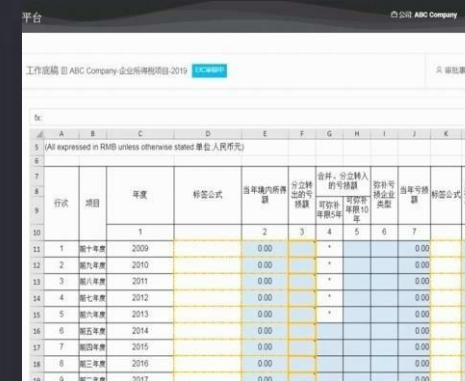 平台
公司 ABC Company
工作底稿 ABC Company-企业所得税项目-2019
fx:
A B C D E F G H I J K
5 (All expressed in RMB unless otherwise stated 单位:人民币元)
6
7
8
9
行次 项目 年度 标签公式 当年境内所得额 分立转出的亏损额 合并、分立转入的亏损额 可弥补年限5年 可弥补年限10年 弥补亏损企业类型 当年亏损额 标签公式
10 1 2 3 4 5 6 7
11 1 前十年度 2009 0.00 * 0.00
12 2 前九年度 2010 0.00 * 0.00
13 3 前八年度 2011 0.00 * 0.00
14 4 前七年度 2012 0.00 * 0.00
15 5 前六年度 2013 0.00 * 0.00
16 6 前五年度 2014 0.00 0.00
17 7 前四年度 2015 0.00 0.00
18 8 前三年度 2016 0.00 0.00
19 9 前二年度 2017 0.00 0.00